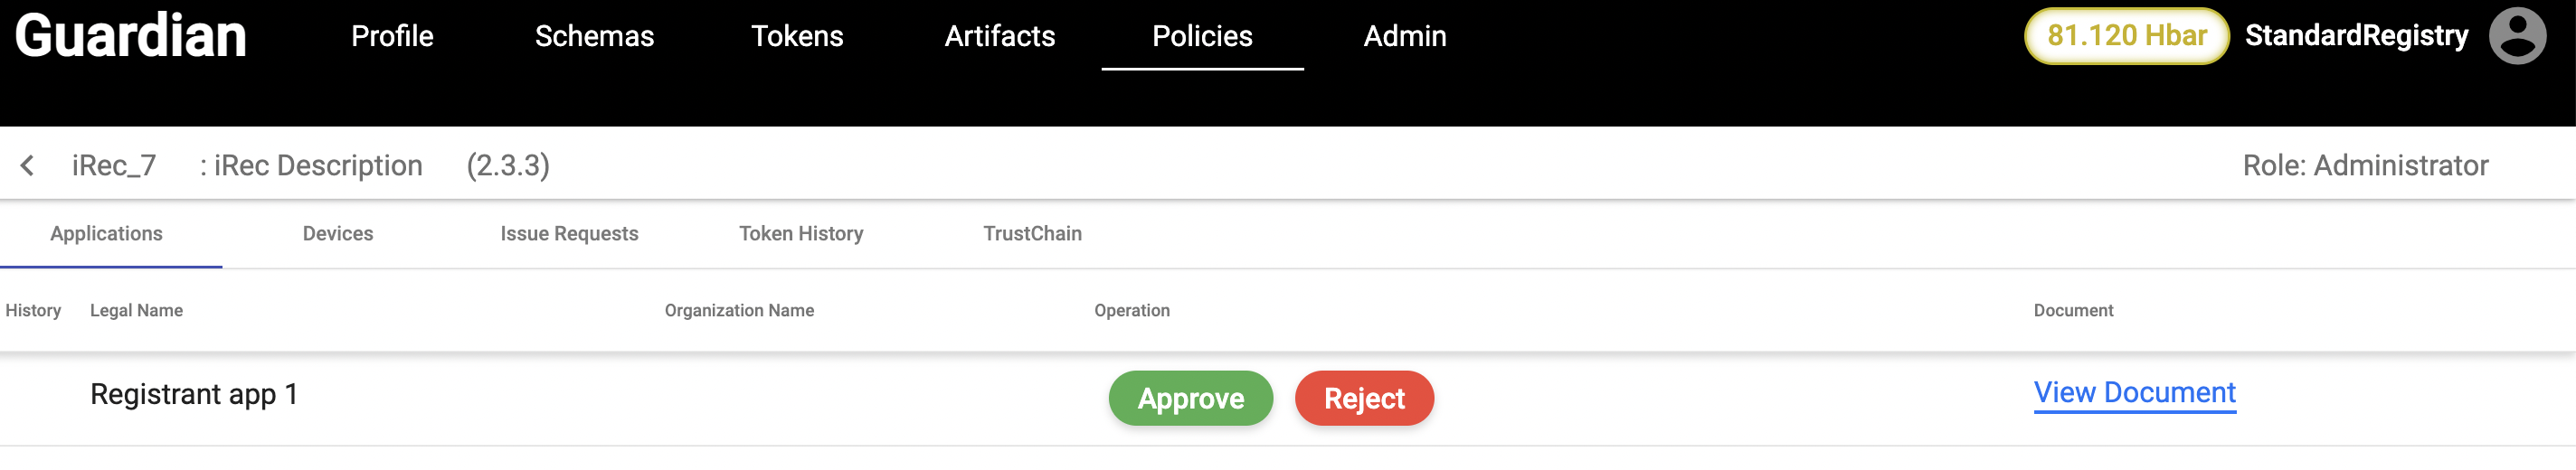 Guardian Profile Schemas Tokens Artifacts Policies Admin 81.120 Hbar StandardRegistry
iRec_7 : iRec Description (2.3.3) Role: Administrator
Applications Devices Issue Requests Token History TrustChain
History Legal Name Organization Name Operation Document
Registrant app 1 Approve Reject View Document